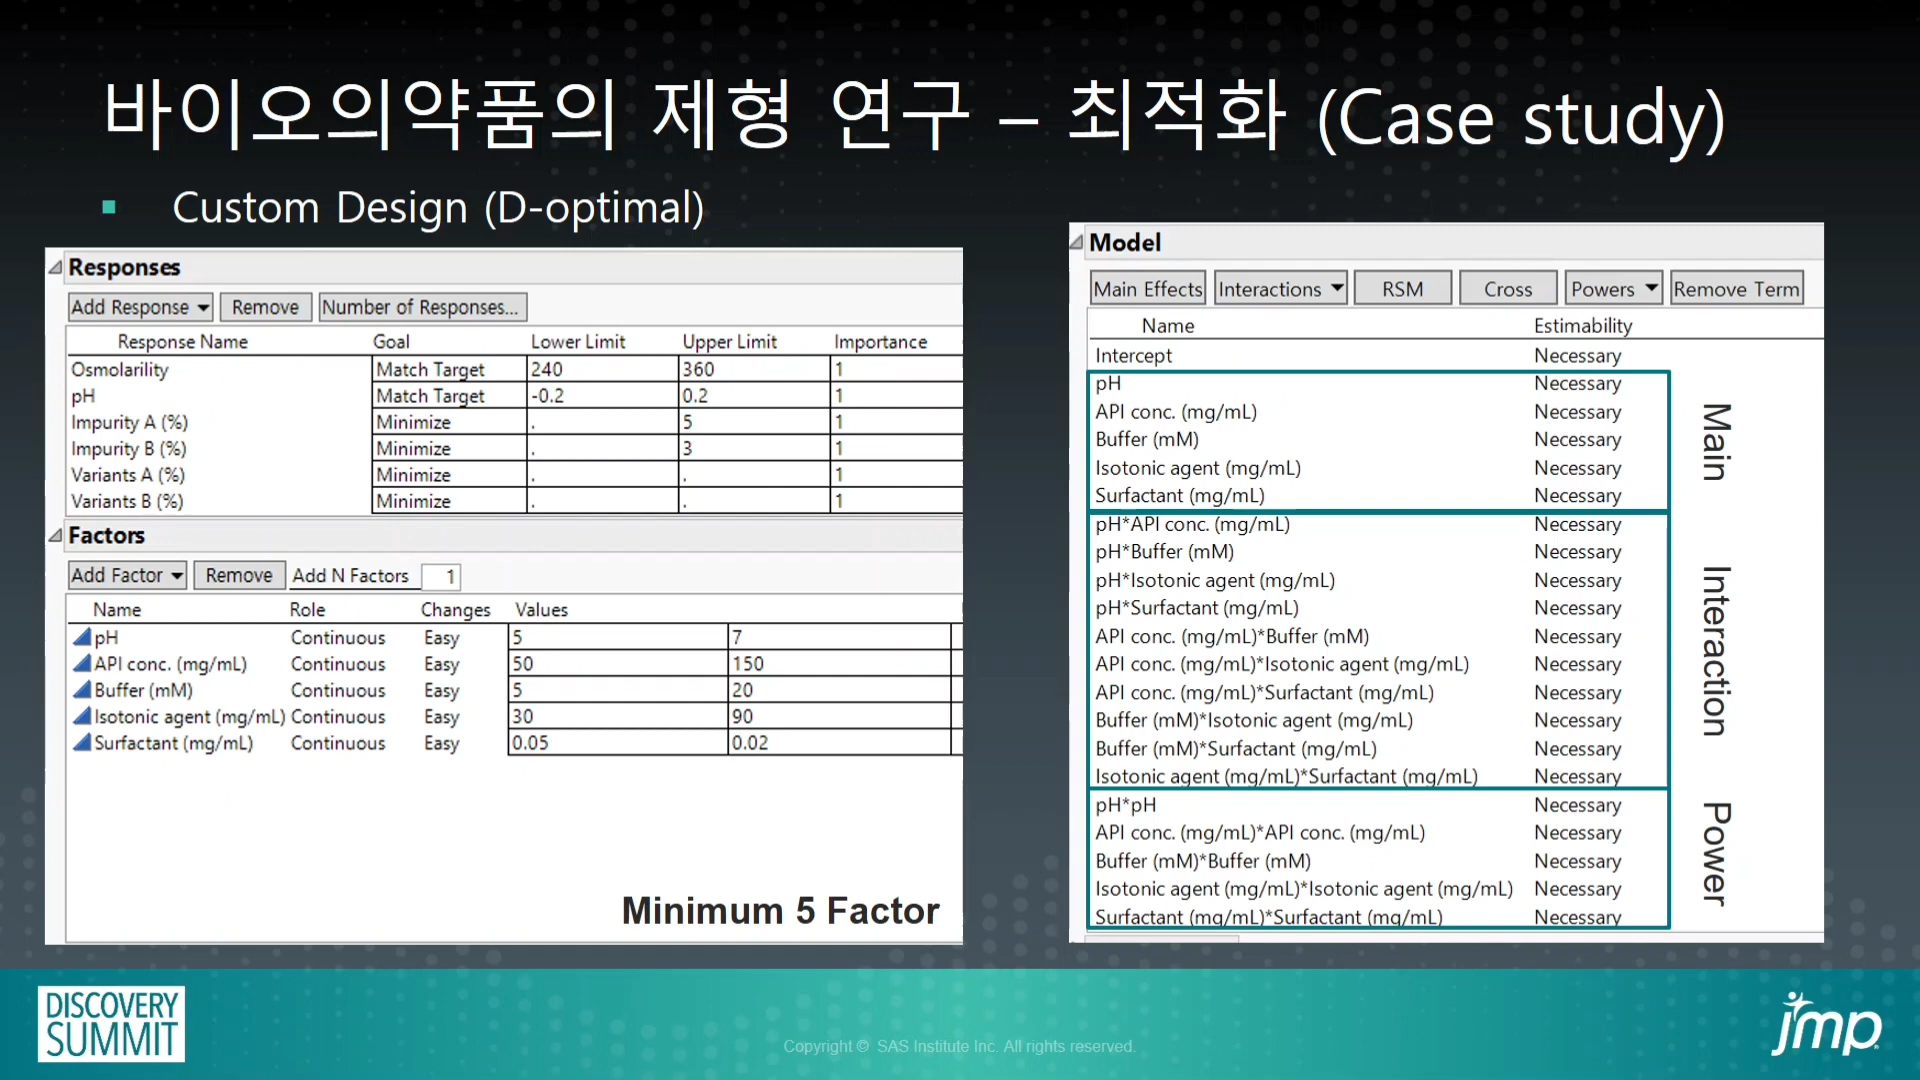 바이오의약품의 제형 연구 – 최적화 (Case study)
Custom Design (D-optimal)
Responses
Add Response Remove Number of Responses...
Response Name Goal Lower Limit Upper Limit Importance
Osmolarility Match Target 240 360 1
pH Match Target -0.2 0.2 1
Impurity A (%) Minimize . 5 1
Impurity B (%) Minimize . 3 1
Variants A (%) Minimize . . 1
Variants B (%) Minimize . . 1
Factors
Add Factor Remove Add N Factors 1
Name Role Changes Values
pH Continuous Easy 5 7
API conc. (mg/mL) Continuous Easy 50 150
Buffer (mM) Continuous Easy 5 20
Isotonic agent (mg/mL) Continuous Easy 30 90
Surfactant (mg/mL) Continuous Easy 0.05 0.02
Minimum 5 Factor
Model
Main Effects Interactions RSM Cross Powers Remove Term
Name Estimability
Intercept Necessary
pH Necessary
API conc. (mg/mL) Necessary
Buffer (mM) Necessary
Isotonic agent (mg/mL) Necessary
Surfactant (mg/mL) Necessary
Main
pH*API conc. (mg/mL) Necessary
pH*Buffer (mM) Necessary
pH*Isotonic agent (mg/mL) Necessary
pH*Surfactant (mg/mL) Necessary
API conc. (mg/mL)*Buffer (mM) Necessary
API conc. (mg/mL)*Isotonic agent (mg/mL) Necessary
API conc. (mg/mL)*Surfactant (mg/mL) Necessary
Buffer (mM)*Isotonic agent (mg/mL) Necessary
Buffer (mM)*Surfactant (mg/mL) Necessary
Isotonic agent (mg/mL)*Surfactant (mg/mL) Necessary
Interaction
pH*pH Necessary
API conc. (mg/mL)*API conc. (mg/mL) Necessary
Buffer (mM)*Buffer (mM) Necessary
Isotonic agent (mg/mL)*Isotonic agent (mg/mL) Necessary
Surfactant (mg/mL)*Surfactant (mg/mL) Necessary
Power
DISCOVERY
SUMMIT
Copyright © SAS Institute Inc. All rights reserved.
jmp